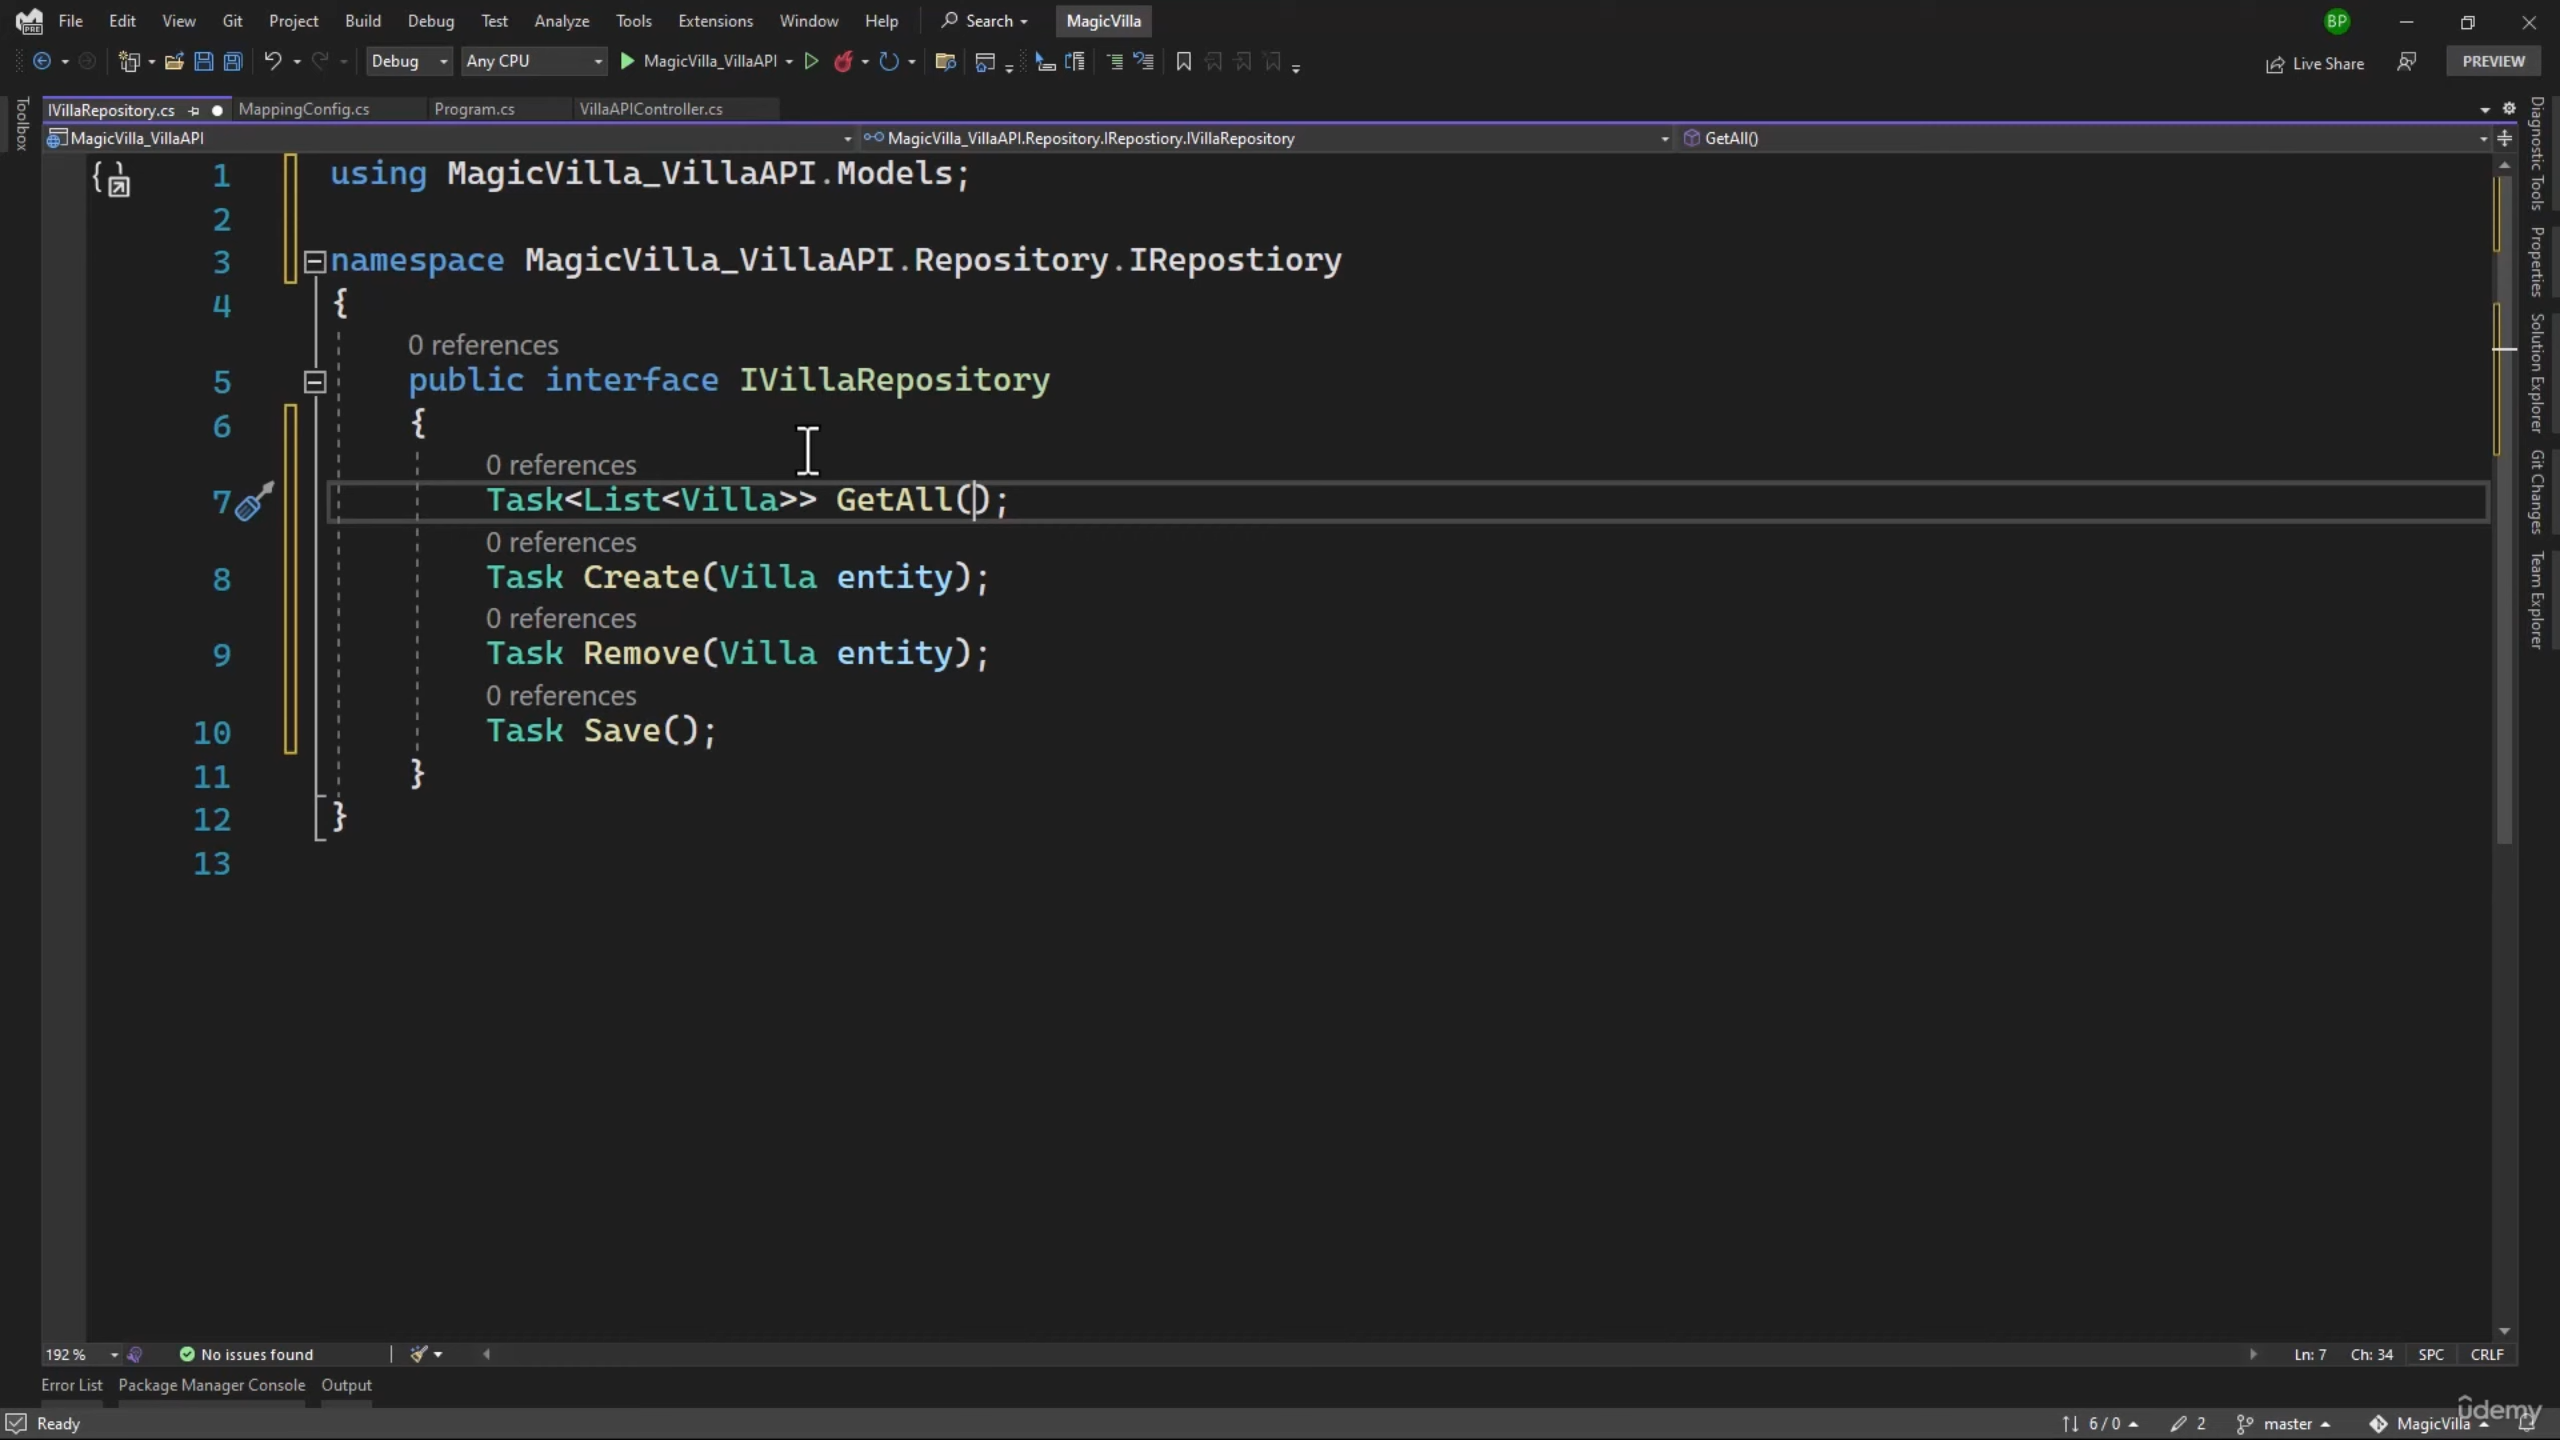 File Edit View Git Project Build Debug Test Analyze Tools Extensions Window Help Search MagicVilla BP
Debug Any CPU MagicVilla_VillaAPI Live Share PREVIEW
IVillaRepository.cs MappingConfig.cs Program.cs VillaAPIController.cs
MagicVilla_VillaAPI MagicVilla_VillaAPI.Repository.IRepostiory.IVillaRepository GetAll()
Toolbox
1 using MagicVilla_VillaAPI.Models;
2
3 namespace MagicVilla_VillaAPI.Repository.IRepostiory
4 {
0 references
5 public interface IVillaRepository
6 {
0 references
7 Task<List<Villa>> GetAll();
0 references
8 Task Create(Villa entity);
0 references
9 Task Remove(Villa entity);
0 references
10 Task Save();
11 }
12 }
13
Diagnostic Tools
Properties
Solution Explorer
Git Changes
Team Explorer
192 % No issues found Ln: 7 Ch: 34 SPC CRLF
Error List Package Manager Console Output
Ready 6 / 0 2 master MagicVilla
udemy